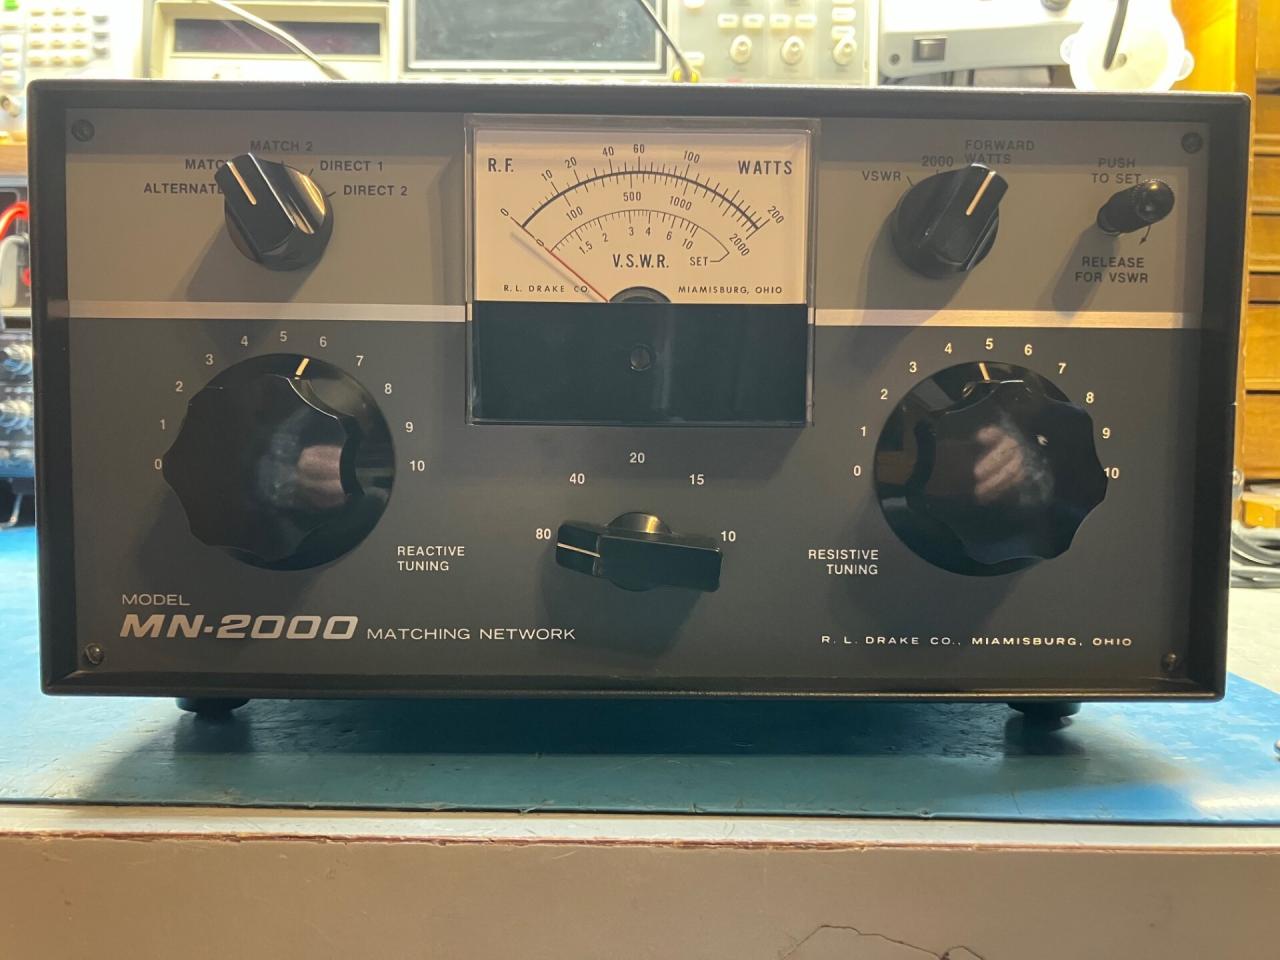 MATCH 2
MATC
DIRECT 1
ALTERNATE
DIRECT 2
R.F.
WATTS
0 10 20 40 60 100 200
0 100 500 1000 2000
1.5 2 3 4 6 10
V.S.W.R.
SET
R. L. DRAKE CO.
MIAMISBURG, OHIO
FORWARD
2000 WATTS
VSWR
PUSH
TO SET
RELEASE
FOR VSWR
0 1 2 3 4 5 6 7 8 9 10
REACTIVE
TUNING
80 40 20 15 10
0 1 2 3 4 5 6 7 8 9 10
RESISTIVE
TUNING
MODEL
MN-2000 MATCHING NETWORK
R. L. DRAKE CO., MIAMISBURG, OHIO